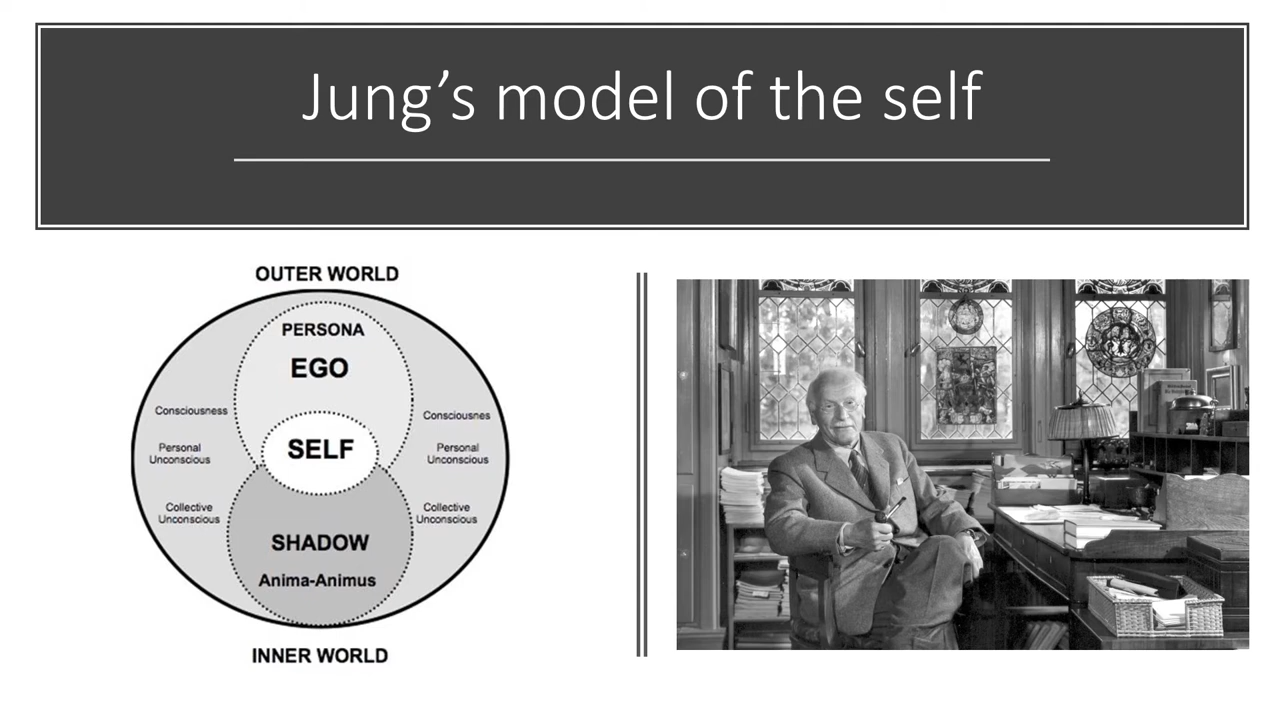 Jung’s model of the self
OUTER WORLD
PERSONA
EGO
Consciousness
Consciousnes
Personal
Unconscious
SELF
Personal
Unconscious
Collective
Unconscious
Collective
Unconscious
SHADOW
Anima-Animus
INNER WORLD